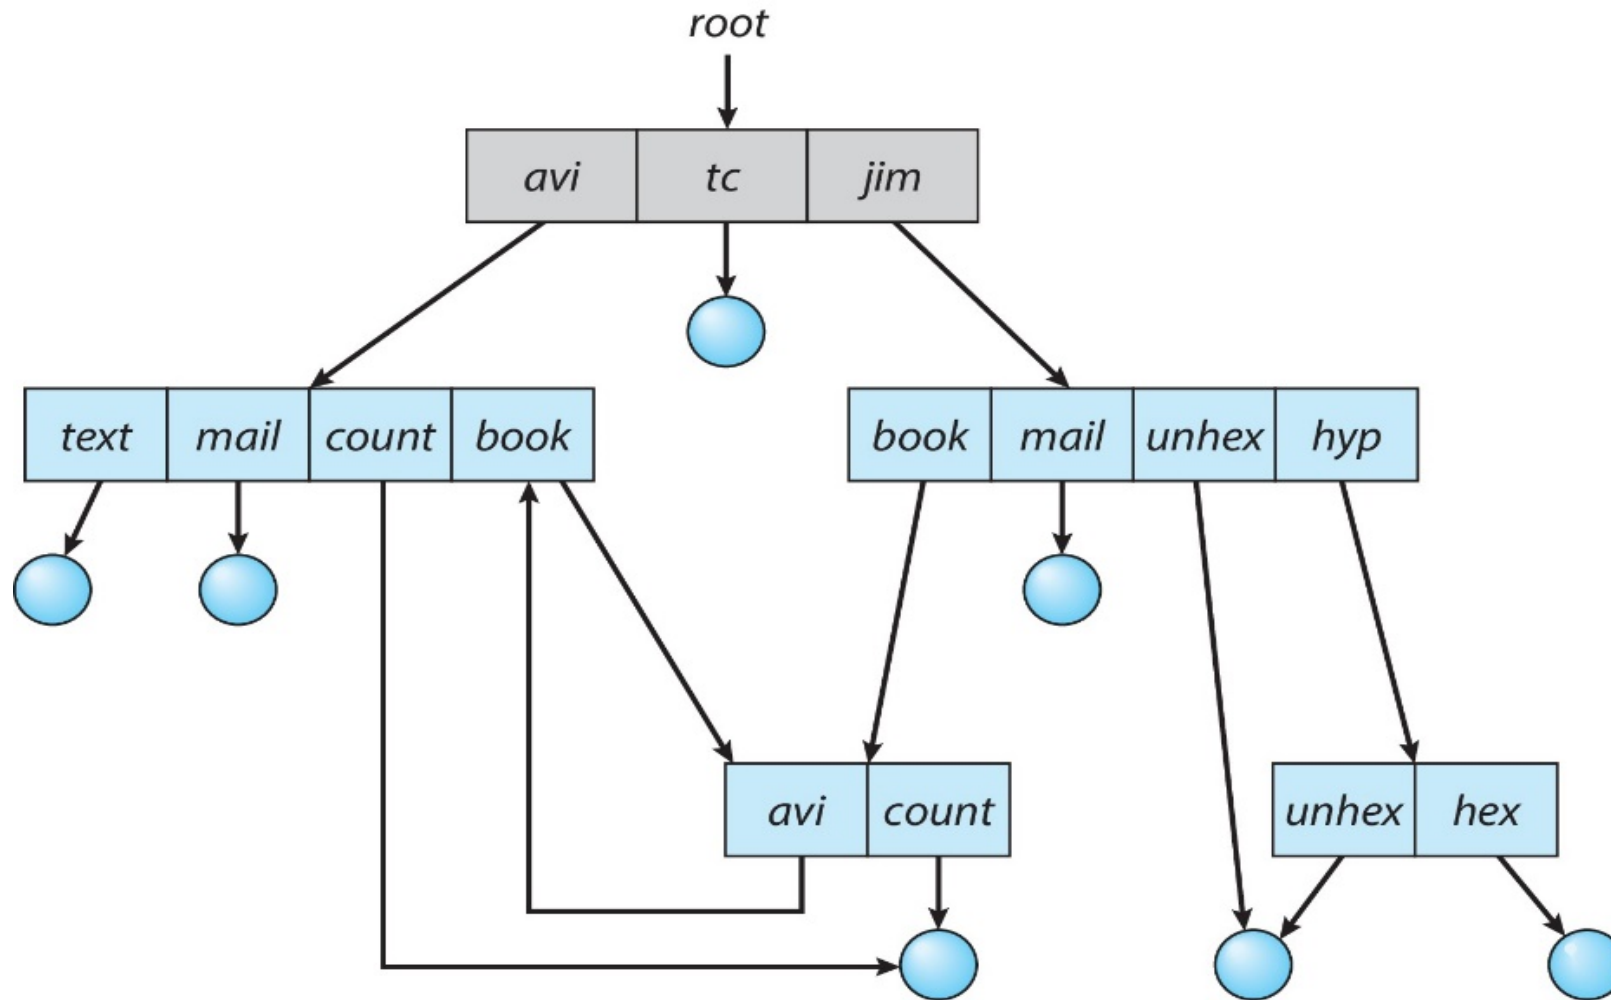 root
avi tc jim
text mail count book
book mail unhex hyp
avi count
unhex hex